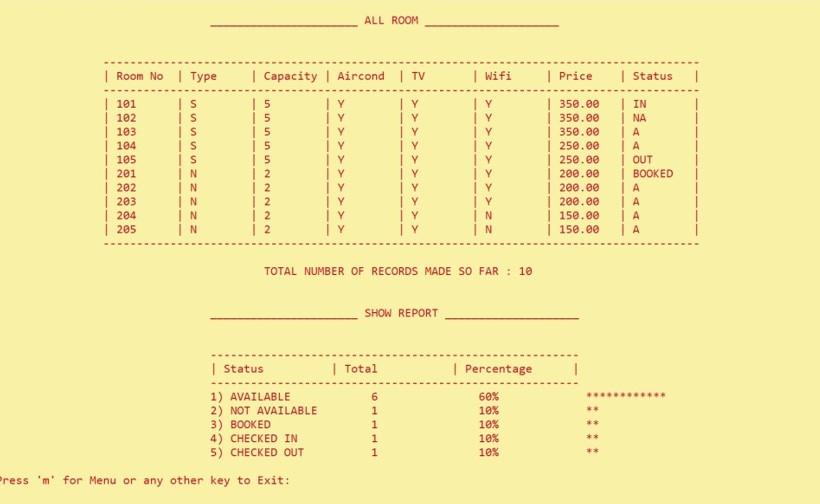 ______________________ ALL ROOM ____________________
-----------------------------------------------------------------------------------------
| Room No | Type | Capacity | Aircond | TV | Wifi | Price | Status |
-----------------------------------------------------------------------------------------
| 101 | S | 5 | Y | Y | Y | 350.00 | IN |
| 102 | S | 5 | Y | Y | Y | 350.00 | NA |
| 103 | S | 5 | Y | Y | Y | 350.00 | A |
| 104 | S | 5 | Y | Y | Y | 250.00 | A |
| 105 | S | 5 | Y | Y | Y | 250.00 | OUT |
| 201 | N | 2 | Y | Y | Y | 200.00 | BOOKED |
| 202 | N | 2 | Y | Y | Y | 200.00 | A |
| 203 | N | 2 | Y | Y | Y | 200.00 | A |
| 204 | N | 2 | Y | Y | N | 150.00 | A |
| 205 | N | 2 | Y | Y | N | 150.00 | A |
-----------------------------------------------------------------------------------------
TOTAL NUMBER OF RECORDS MADE SO FAR : 10
______________________ SHOW REPORT ____________________
-------------------------------------------------------
| Status | Total | Percentage |
-------------------------------------------------------
1) AVAILABLE 6 60% ************
2) NOT AVAILABLE 1 10% **
3) BOOKED 1 10% **
4) CHECKED IN 1 10% **
5) CHECKED OUT 1 10% **
Press 'm' for Menu or any other key to Exit: